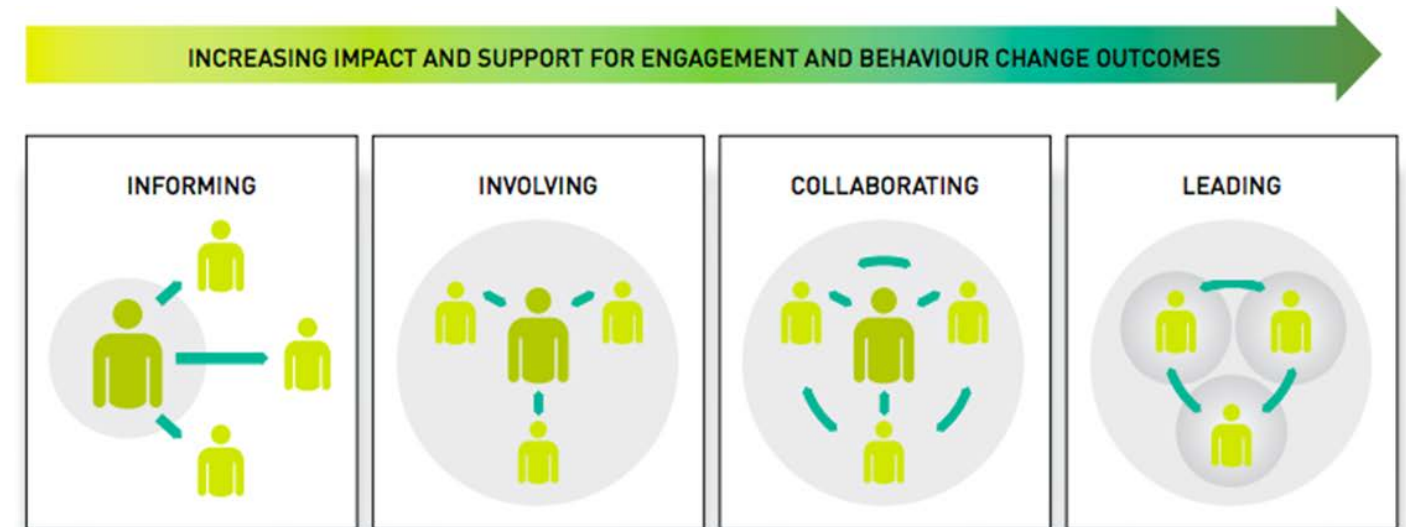 INCREASING IMPACT AND SUPPORT FOR ENGAGEMENT AND BEHAVIOUR CHANGE OUTCOMES
INFORMING
INVOLVING
COLLABORATING
LEADING